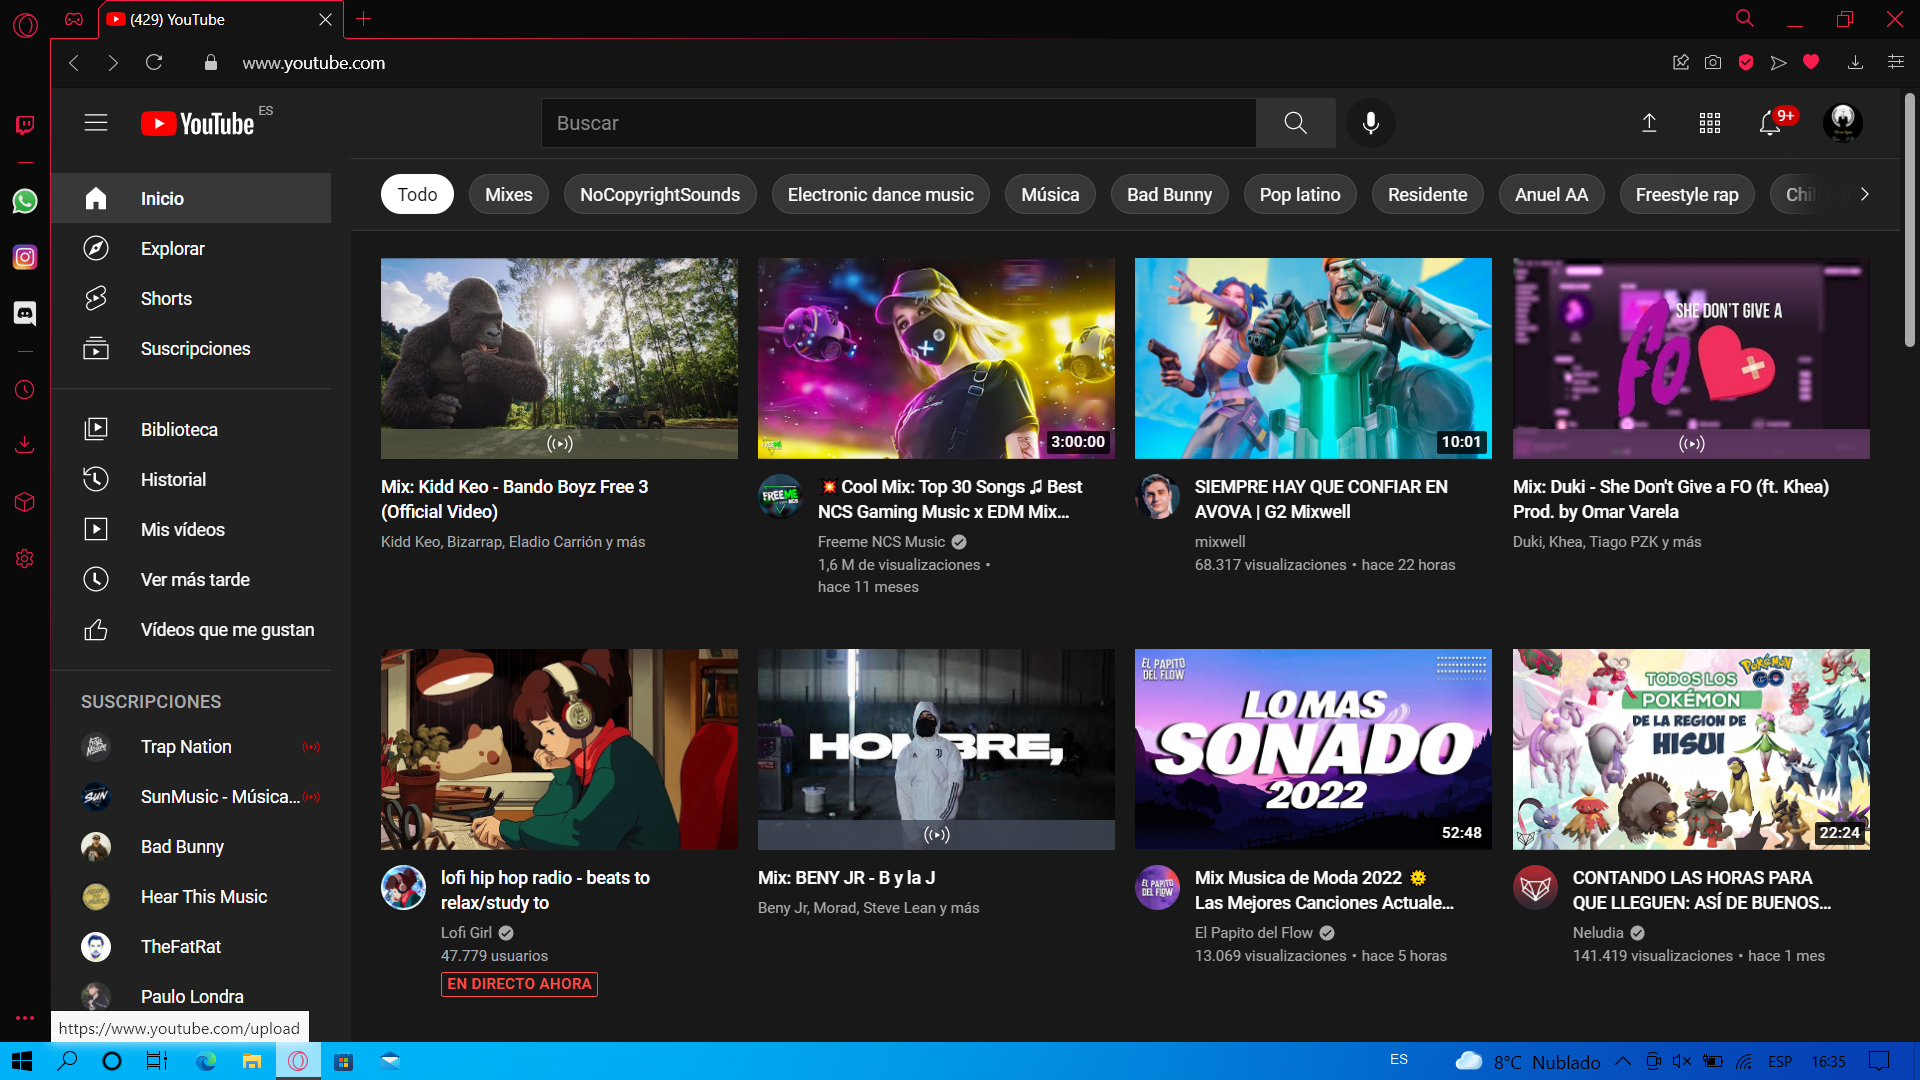 (429) YouTube
www.youtube.com
YouTube ES
Buscar
9+
Inicio
Explorar
Shorts
Suscripciones
Biblioteca
Historial
Mis vídeos
Ver más tarde
Vídeos que me gustan
SUSCRIPCIONES
Trap Nation
SunMusic - Música...
Bad Bunny
Hear This Music
TheFatRat
Paulo Londra
https://www.youtube.com/upload
Todo
Mixes
NoCopyrightSounds
Electronic dance music
Música
Bad Bunny
Pop latino
Residente
Anuel AA
Freestyle rap
Chill out
3:00:00
10:01
SHE DON'T GIVE A
FO
Mix: Kidd Keo - Bando Boyz Free 3
(Official Video)
Kidd Keo, Bizarrap, Eladio Carrión y más
FREEME
NCS
💥Cool Mix: Top 30 Songs ♫ Best
NCS Gaming Music x EDM Mix...
Freeme NCS Music
1,6 M de visualizaciones •
hace 11 meses
SIEMPRE HAY QUE CONFIAR EN
AVOVA | G2 Mixwell
mixwell
68.317 visualizaciones • hace 22 horas
Mix: Duki - She Don't Give a FO (ft. Khea)
Prod. by Omar Varela
Duki, Khea, Tiago PZK y más
HOMBRE,
EL PAPITO
DEL FLOW
LO MAS
SONADO
2022
52:48
POKÉMON
GO
TODOS LOS
POKÉMON
DE LA REGION DE
HISUI
22:24
lofi hip hop radio - beats to
relax/study to
Lofi Girl
47.779 usuarios
EN DIRECTO AHORA
Mix: BENY JR - B y la J
Beny Jr, Morad, Steve Lean y más
EL PAPITO
DEL FLOW
Mix Musica de Moda 2022 🌞
Las Mejores Canciones Actuale...
El Papito del Flow
13.069 visualizaciones • hace 5 horas
CONTANDO LAS HORAS PARA
QUE LLEGUEN: ASÍ DE BUENOS...
Neludia
141.419 visualizaciones • hace 1 mes
ES
8°C Nublado
ESP
16:35